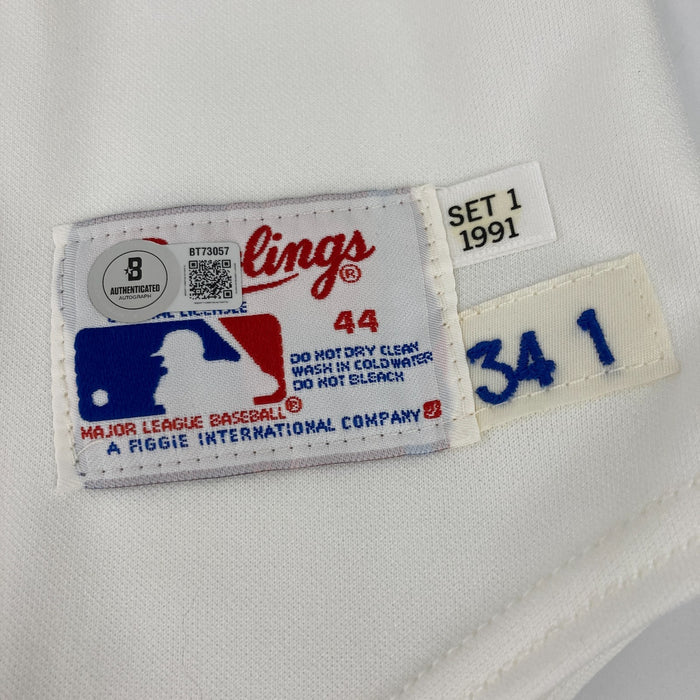 B
AUTHENTICATED
AUTOGRAPH
BT73057
lings®
44
DO NOT DRY CLEAN
WASH IN COLD WATER
DO NOT BLEACH
MAJOR LEAGUE BASEBALL®
A FIGGIE INTERNATIONAL COMPANY
SET 1
1991
34 1